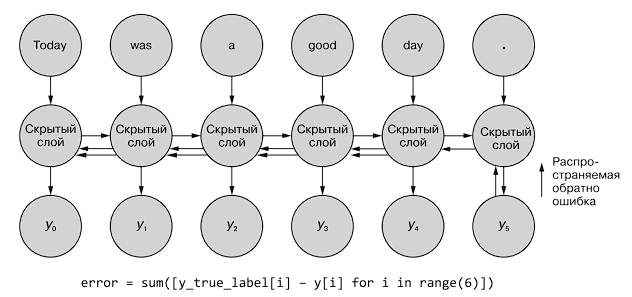 Today was a good day .
Скрытый слой Скрытый слой Скрытый слой Скрытый слой Скрытый слой Скрытый слой
Распро-
страняемая
обратно
ошибка
y₀ y₁ y₂ y₃ y₄ y₅
error = sum([y_true_label[i] – y[i] for i in range(6)])